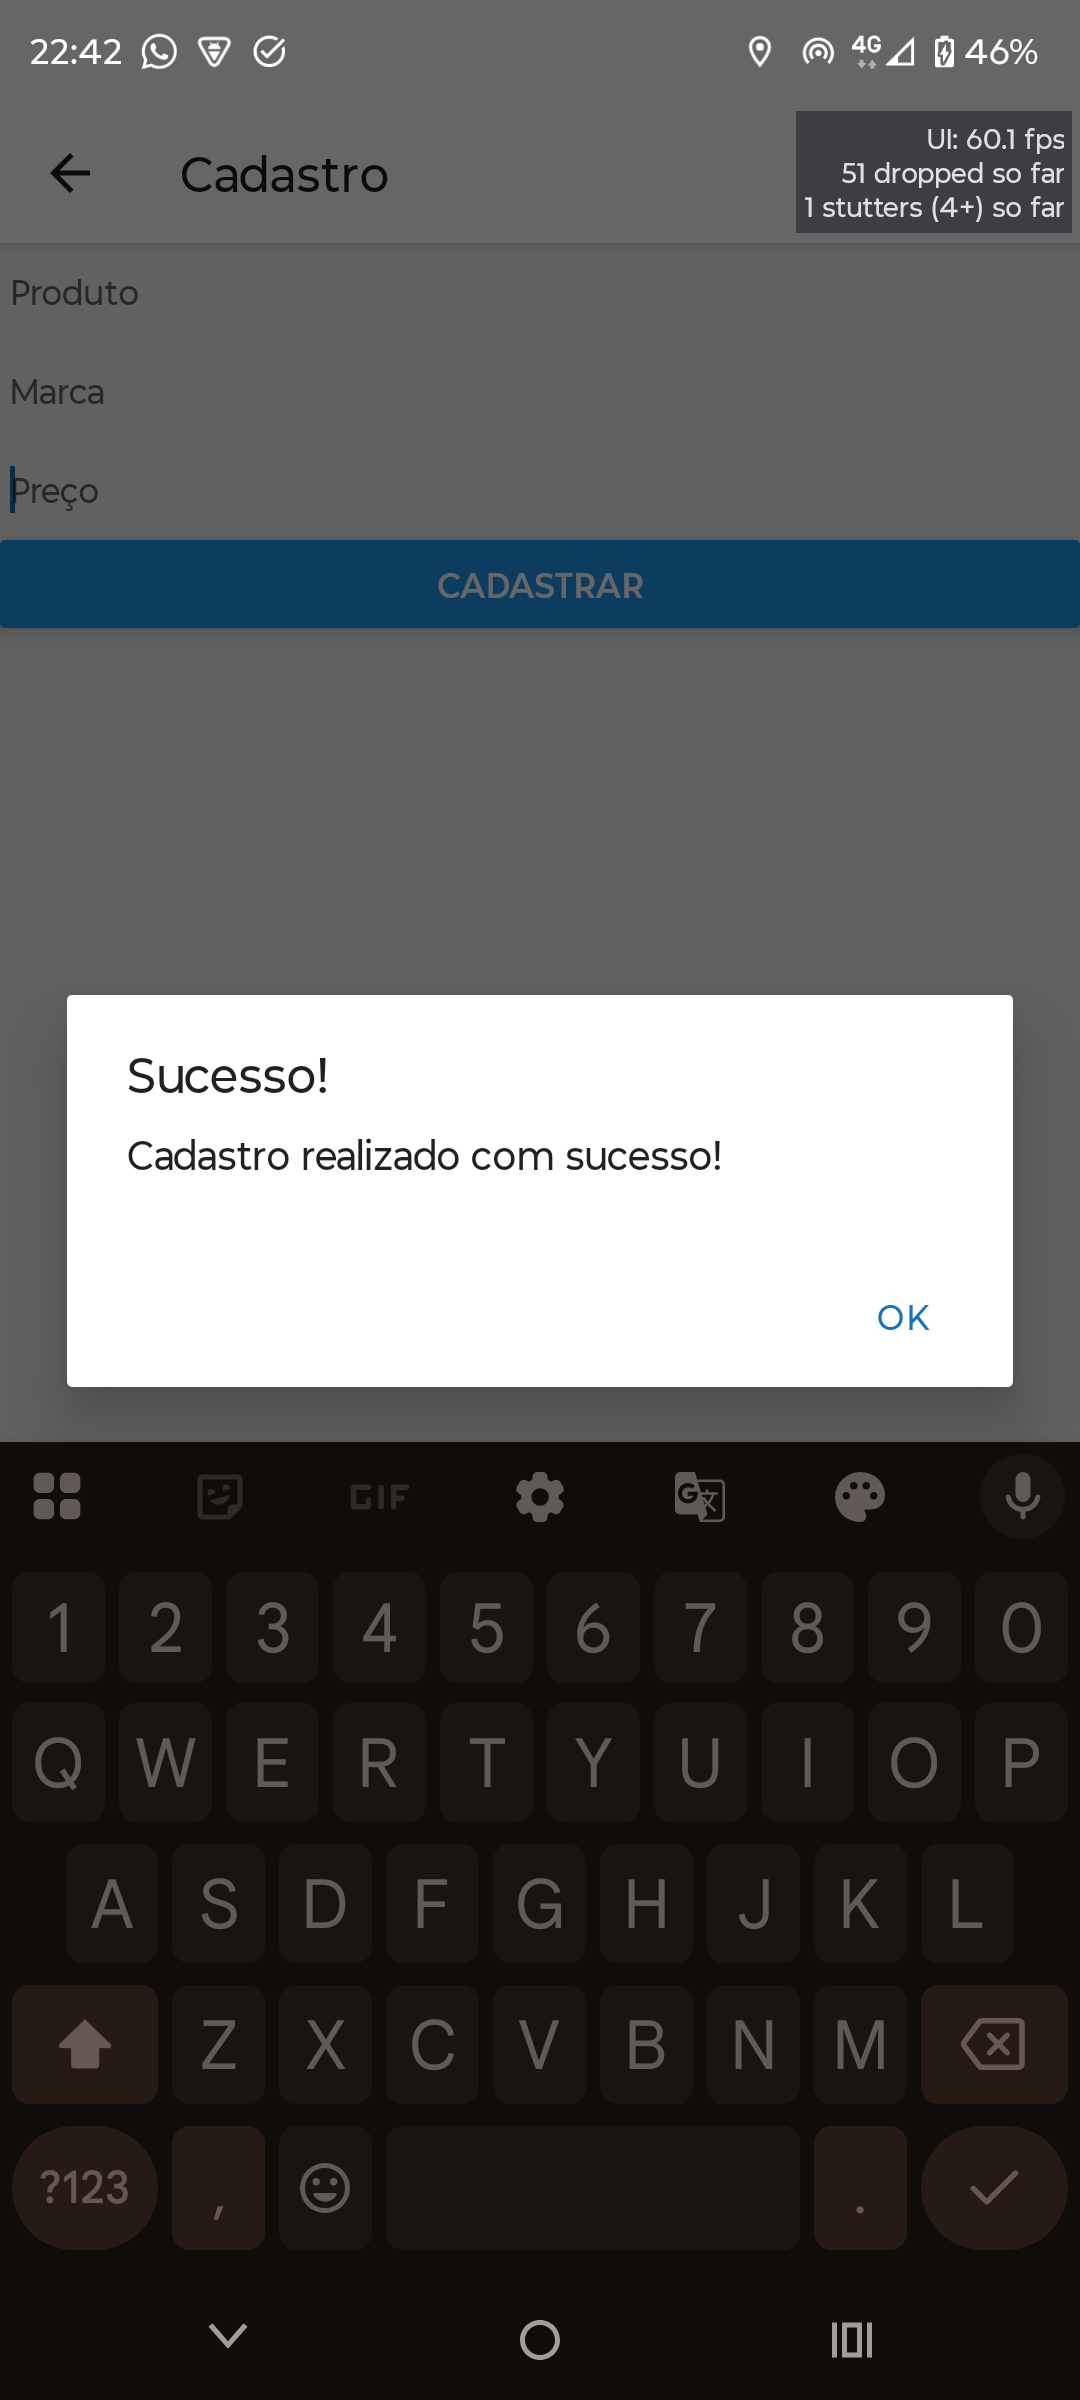 22:42
4G 46%
Cadastro
UI: 60.1 fps
51 dropped so far
1 stutters (4+) so far
Produto
Marca
Preço
CADASTRAR
Sucesso!
Cadastro realizado com sucesso!
OK
GIF
G 文
1 2 3 4 5 6 7 8 9 0
Q W E R T Y U I O P
A S D F G H J K L
Z X C V B N M
?123 , .